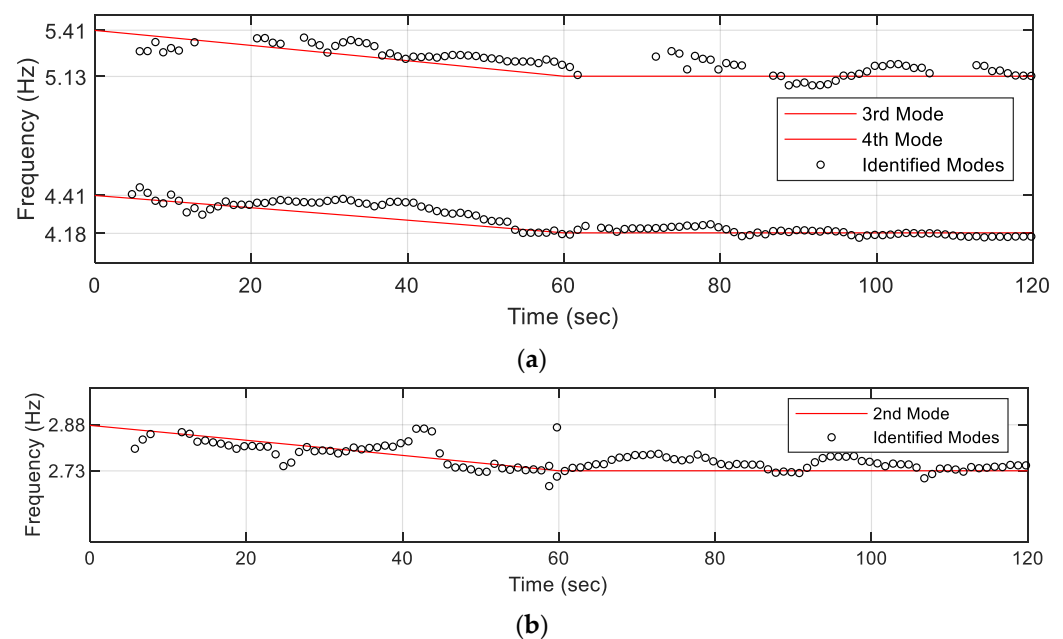 5.41
5.13
4.41
4.18
Frequency (Hz)
3rd Mode
4th Mode
Identified Modes
0 20 40 60 80 100 120
Time (sec)
(a)
2.88
2.73
Frequency (Hz)
2nd Mode
Identified Modes
0 20 40 60 80 100 120
Time (sec)
(b)